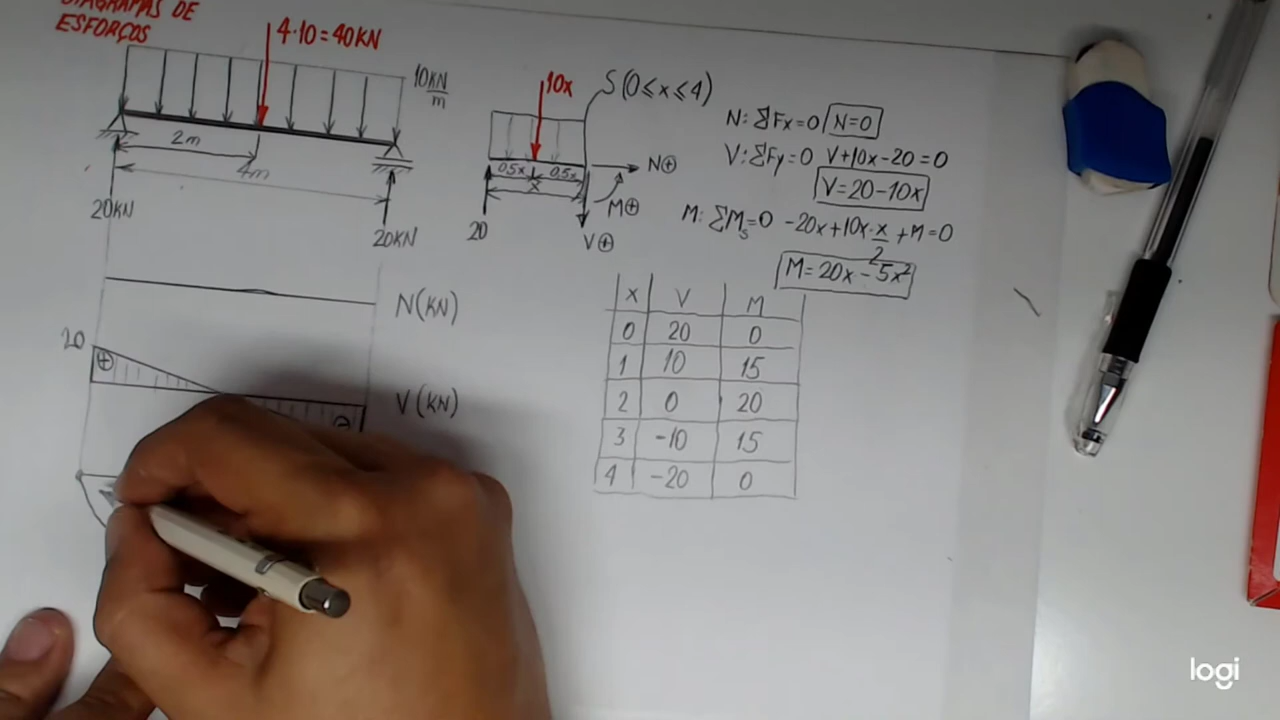 DIAGRAMAS DE
ESFORÇOS
4·10=40KN
10KN
m
2m
4m
20KN
20KN
10x
S(0≤x≤4)
0.5x 0.5x
x
N⊕
M⊕
V⊕
20
N: ΣFx=0 N=0
V: ΣFy=0 V+10x-20=0
V=20-10x
M: ΣMs=0 -20x+10x·x/2+M=0
M=20x-5x²
N(KN)
20
⊕
V(KN)
⊖
x V M
0 20 0
1 10 15
2 0 20
3 -10 15
4 -20 0
logi